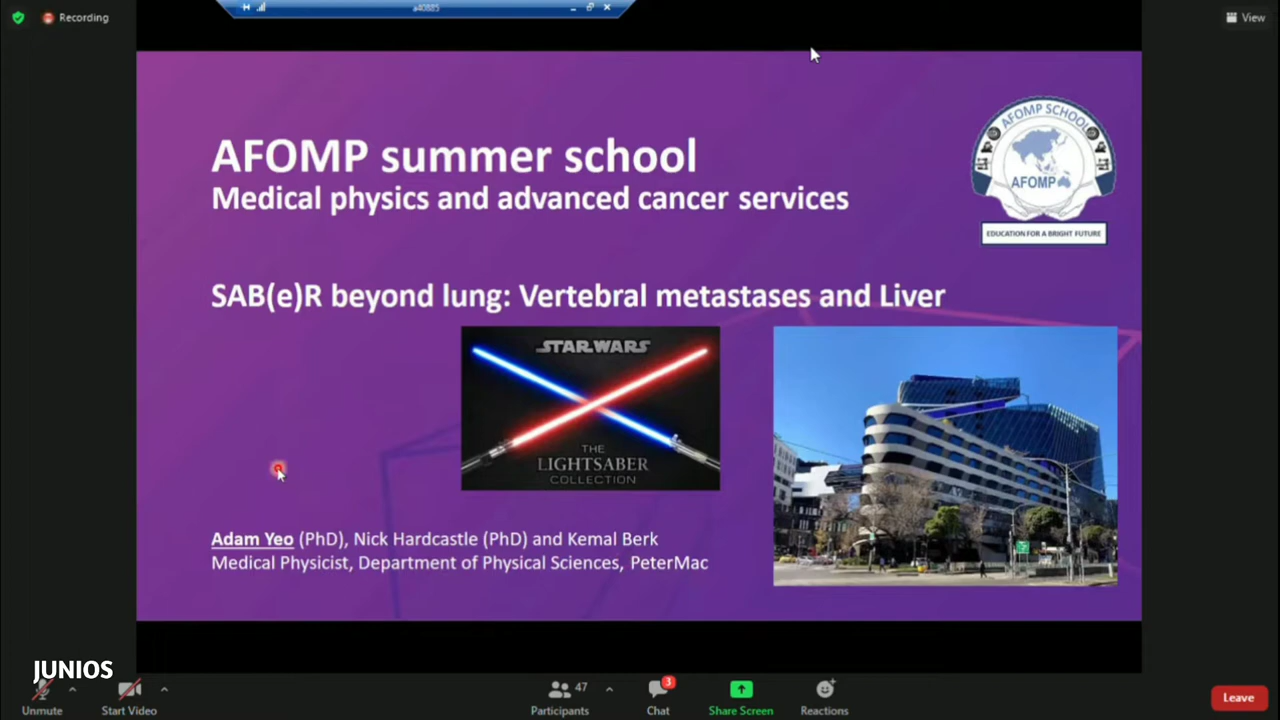 Recording
a40885
View
AFOMP summer school
Medical physics and advanced cancer services
AFOMP SCHOOL
AFOMP
EDUCATION FOR A BRIGHT FUTURE
SAB(e)R beyond lung: Vertebral metastases and Liver
STAR WARS
THE
LIGHTSABER
COLLECTION
Adam Yeo (PhD), Nick Hardcastle (PhD) and Kemal Berk
Medical Physicist, Department of Physical Sciences, PeterMac
JUNIOS
Unmute
Start Video
47
Participants
3
Chat
Share Screen
Reactions
Leave